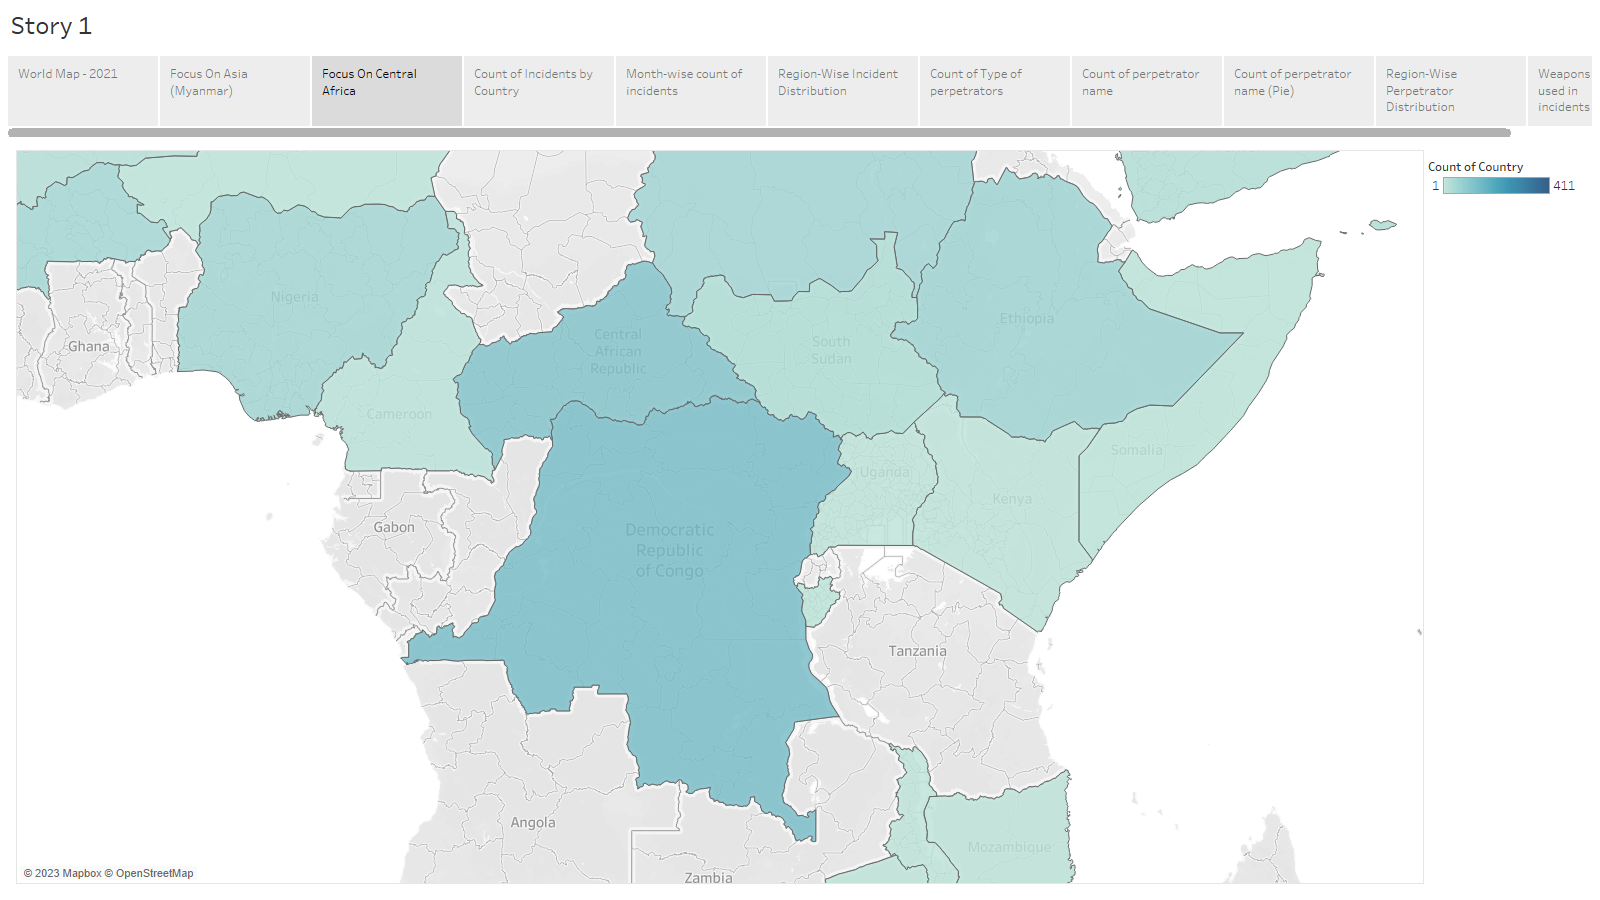 Story 1
World Map - 2021
Focus On Asia
(Myanmar)
Focus On Central
Africa
Count of Incidents by
Country
Month-wise count of
incidents
Region-Wise Incident
Distribution
Count of Type of
perpetrators
Count of perpetrator
name
Count of perpetrator
name (Pie)
Region-Wise
Perpetrator
Distribution
Weapons
used in
incidents
Count of Country
1
411
Nigeria
Ghana
Cameroon
Central
African
Republic
South
Sudan
Ethiopia
Somalia
Uganda
Kenya
Gabon
Democratic
Republic
of Congo
Tanzania
Angola
Zambia
Mozambique
© 2023 Mapbox © OpenStreetMap